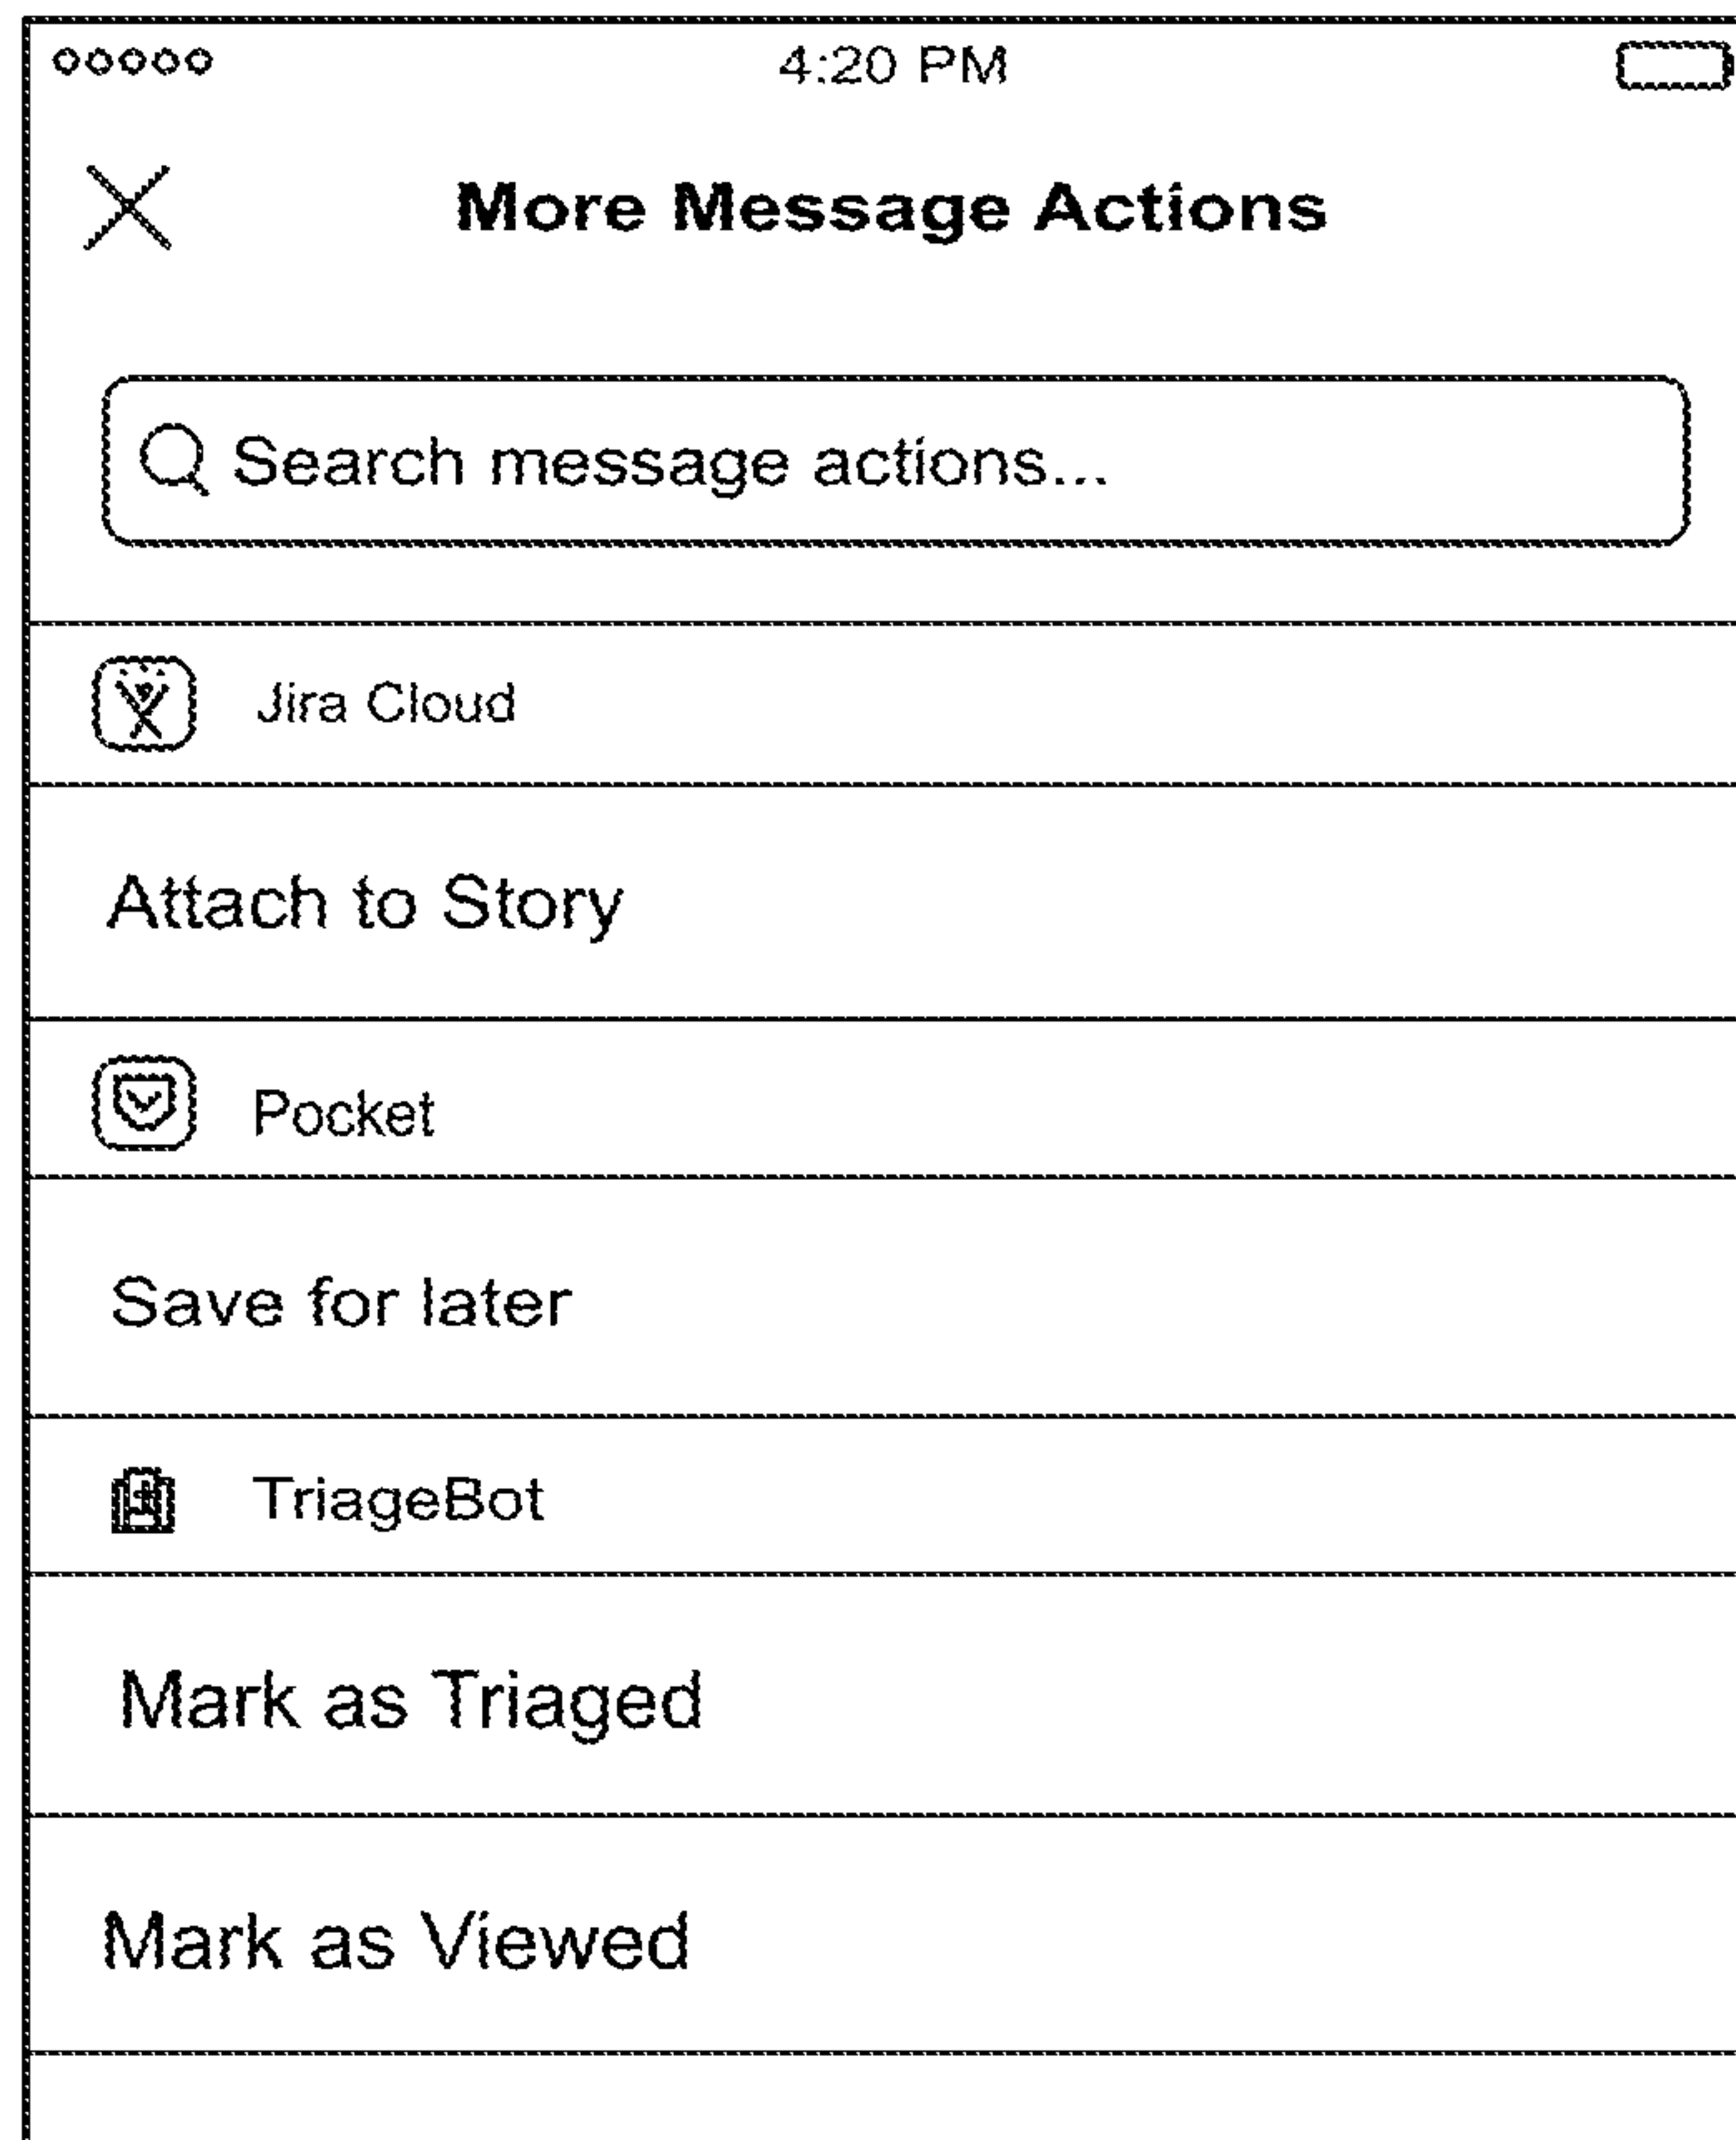 4:20 PM
More Message Actions
Search message actions...
Jira Cloud
Attach to Story
Pocket
Save for later
TriageBot
Mark as Triaged
Mark as Viewed